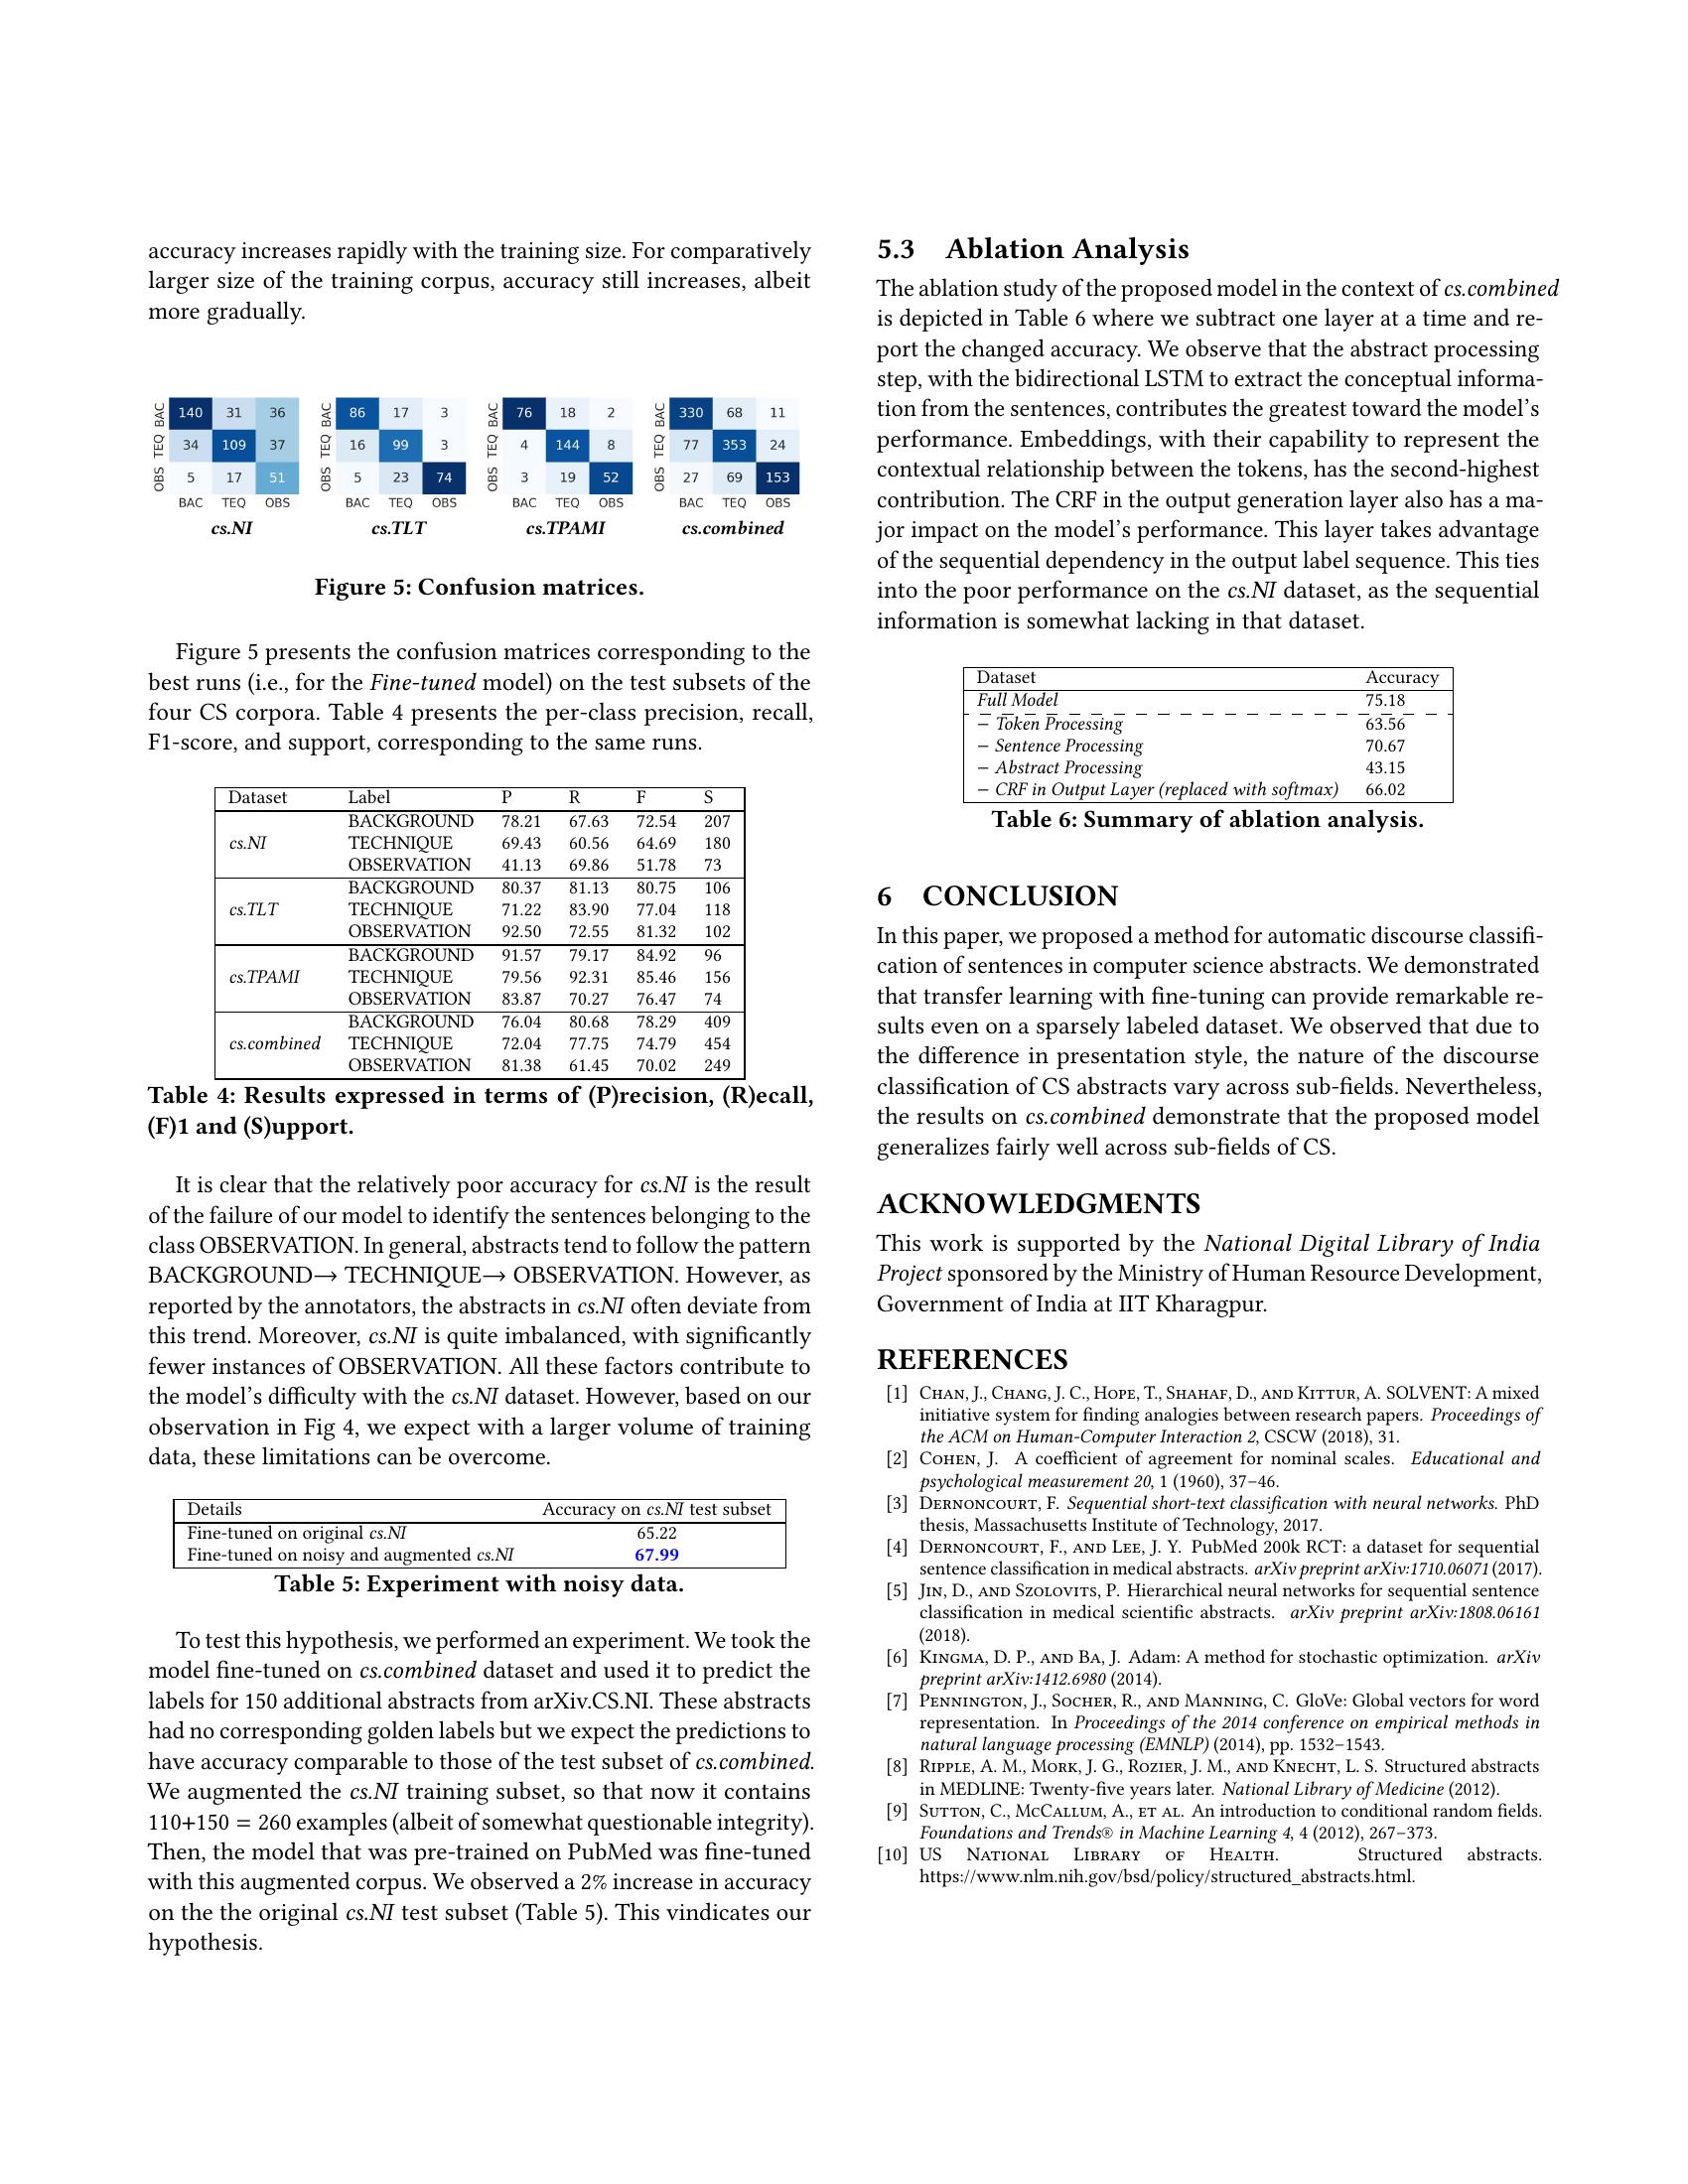 accuracy increases rapidly with the training size. For comparatively
larger size of the training corpus, accuracy still increases, albeit
more gradually.
BAC 140 31 36
TEQ 34 109 37
OBS 5 17 51
BAC TEQ OBS
cs.NI
BAC 86 17 3
TEQ 16 99 3
OBS 5 23 74
BAC TEQ OBS
cs.TLT
BAC 76 18 2
TEQ 4 144 8
OBS 3 19 52
BAC TEQ OBS
cs.TPAMI
BAC 330 68 11
TEQ 77 353 24
OBS 27 69 153
BAC TEQ OBS
cs.combined
Figure 5: Confusion matrices.
Figure 5 presents the confusion matrices corresponding to the
best runs (i.e., for the Fine-tuned model) on the test subsets of the
four CS corpora. Table 4 presents the per-class precision, recall,
F1-score, and support, corresponding to the same runs.
Dataset Label P R F S
BACKGROUND 78.21 67.63 72.54 207
cs.NI TECHNIQUE 69.43 60.56 64.69 180
OBSERVATION 41.13 69.86 51.78 73
BACKGROUND 80.37 81.13 80.75 106
cs.TLT TECHNIQUE 71.22 83.90 77.04 118
OBSERVATION 92.50 72.55 81.32 102
BACKGROUND 91.57 79.17 84.92 96
cs.TPAMI TECHNIQUE 79.56 92.31 85.46 156
OBSERVATION 83.87 70.27 76.47 74
BACKGROUND 76.04 80.68 78.29 409
cs.combined TECHNIQUE 72.04 77.75 74.79 454
OBSERVATION 81.38 61.45 70.02 249
Table 4: Results expressed in terms of (P)recision, (R)ecall,
(F)1 and (S)upport.
It is clear that the relatively poor accuracy for cs.NI is the result
of the failure of our model to identify the sentences belonging to the
class OBSERVATION. In general, abstracts tend to follow the pattern
BACKGROUND→ TECHNIQUE→ OBSERVATION. However, as
reported by the annotators, the abstracts in cs.NI often deviate from
this trend. Moreover, cs.NI is quite imbalanced, with significantly
fewer instances of OBSERVATION. All these factors contribute to
the model's difficulty with the cs.NI dataset. However, based on our
observation in Fig 4, we expect with a larger volume of training
data, these limitations can be overcome.
Details Accuracy on cs.NI test subset
Fine-tuned on original cs.NI 65.22
Fine-tuned on noisy and augmented cs.NI 67.99
Table 5: Experiment with noisy data.
To test this hypothesis, we performed an experiment. We took the
model fine-tuned on cs.combined dataset and used it to predict the
labels for 150 additional abstracts from arXiv.CS.NI. These abstracts
had no corresponding golden labels but we expect the predictions to
have accuracy comparable to those of the test subset of cs.combined.
We augmented the cs.NI training subset, so that now it contains
110+150 = 260 examples (albeit of somewhat questionable integrity).
Then, the model that was pre-trained on PubMed was fine-tuned
with this augmented corpus. We observed a 2% increase in accuracy
on the the original cs.NI test subset (Table 5). This vindicates our
hypothesis.
5.3 Ablation Analysis
The ablation study of the proposed model in the context of cs.combined
is depicted in Table 6 where we subtract one layer at a time and re-
port the changed accuracy. We observe that the abstract processing
step, with the bidirectional LSTM to extract the conceptual informa-
tion from the sentences, contributes the greatest toward the model's
performance. Embeddings, with their capability to represent the
contextual relationship between the tokens, has the second-highest
contribution. The CRF in the output generation layer also has a ma-
jor impact on the model's performance. This layer takes advantage
of the sequential dependency in the output label sequence. This ties
into the poor performance on the cs.NI dataset, as the sequential
information is somewhat lacking in that dataset.
Dataset Accuracy
Full Model 75.18
− Token Processing 63.56
− Sentence Processing 70.67
− Abstract Processing 43.15
− CRF in Output Layer (replaced with softmax) 66.02
Table 6: Summary of ablation analysis.
6 CONCLUSION
In this paper, we proposed a method for automatic discourse classifi-
cation of sentences in computer science abstracts. We demonstrated
that transfer learning with fine-tuning can provide remarkable re-
sults even on a sparsely labeled dataset. We observed that due to
the difference in presentation style, the nature of the discourse
classification of CS abstracts vary across sub-fields. Nevertheless,
the results on cs.combined demonstrate that the proposed model
generalizes fairly well across sub-fields of CS.
ACKNOWLEDGMENTS
This work is supported by the National Digital Library of India
Project sponsored by the Ministry of Human Resource Development,
Government of India at IIT Kharagpur.
REFERENCES
[1] Chan, J., Chang, J. C., Hope, T., Shahaf, D., and Kittur, A. SOLVENT: A mixed
initiative system for finding analogies between research papers. Proceedings of
the ACM on Human-Computer Interaction 2, CSCW (2018), 31.
[2] Cohen, J. A coefficient of agreement for nominal scales. Educational and
psychological measurement 20, 1 (1960), 37–46.
[3] Dernoncourt, F. Sequential short-text classification with neural networks. PhD
thesis, Massachusetts Institute of Technology, 2017.
[4] Dernoncourt, F., and Lee, J. Y. PubMed 200k RCT: a dataset for sequential
sentence classification in medical abstracts. arXiv preprint arXiv:1710.06071 (2017).
[5] Jin, D., and Szolovits, P. Hierarchical neural networks for sequential sentence
classification in medical scientific abstracts. arXiv preprint arXiv:1808.06161
(2018).
[6] Kingma, D. P., and Ba, J. Adam: A method for stochastic optimization. arXiv
preprint arXiv:1412.6980 (2014).
[7] Pennington, J., Socher, R., and Manning, C. GloVe: Global vectors for word
representation. In Proceedings of the 2014 conference on empirical methods in
natural language processing (EMNLP) (2014), pp. 1532–1543.
[8] Ripple, A. M., Mork, J. G., Rozier, J. M., and Knecht, L. S. Structured abstracts
in MEDLINE: Twenty-five years later. National Library of Medicine (2012).
[9] Sutton, C., McCallum, A., et al. An introduction to conditional random fields.
Foundations and Trends® in Machine Learning 4, 4 (2012), 267–373.
[10] US National Library of Health. Structured abstracts.
https://www.nlm.nih.gov/bsd/policy/structured_abstracts.html.